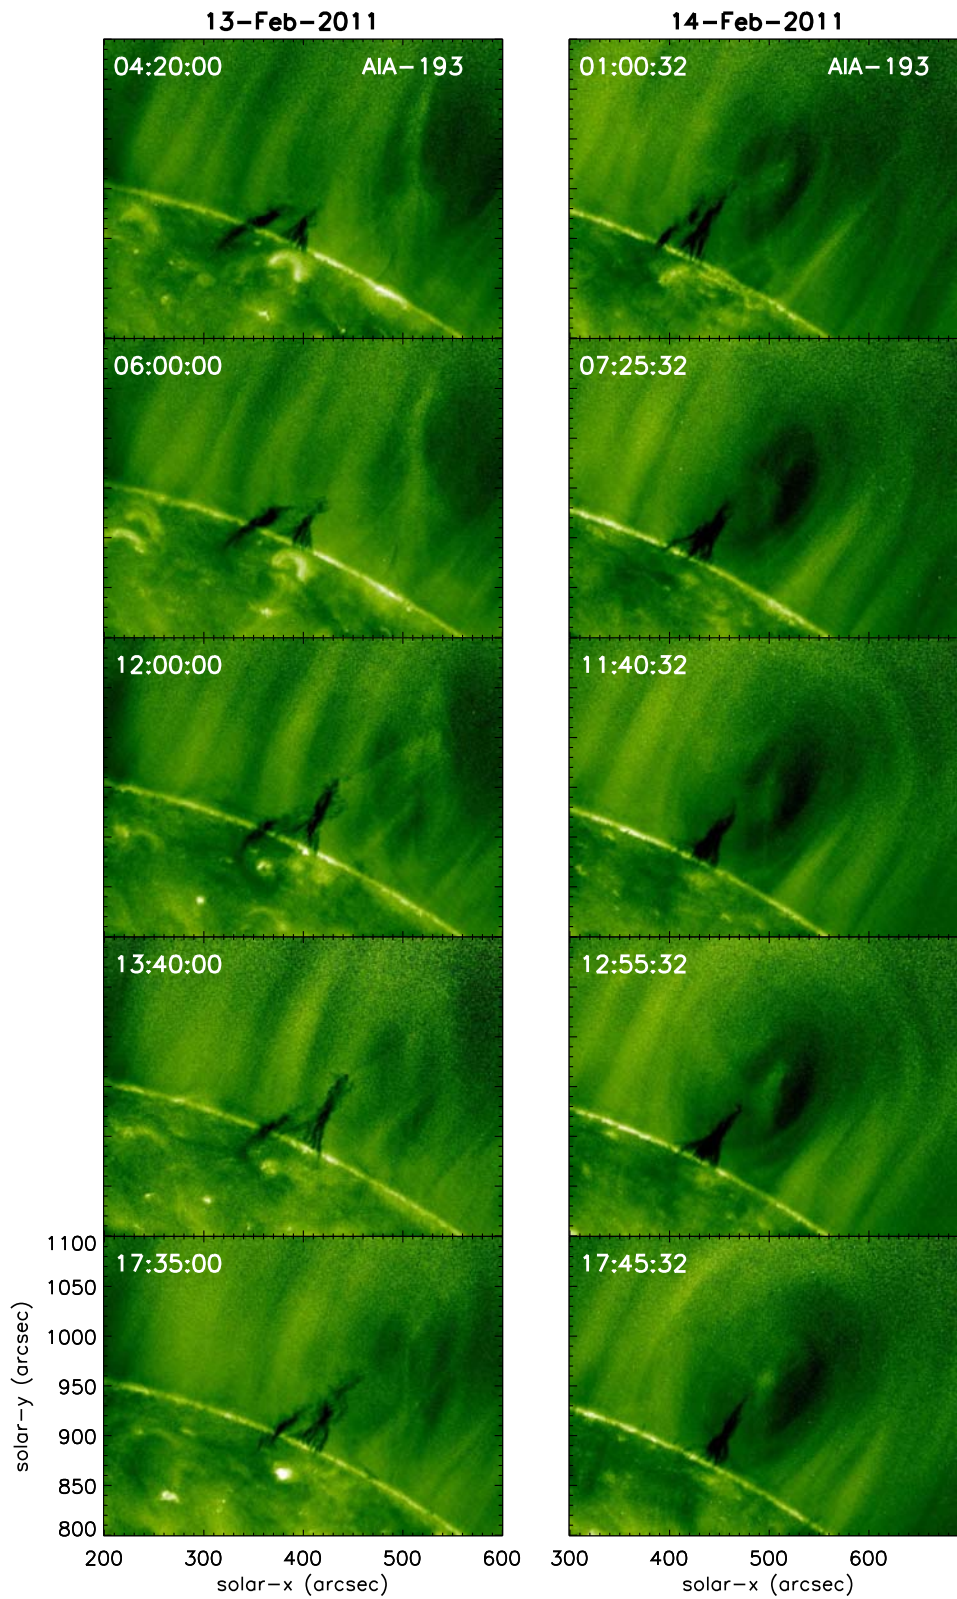 13-Feb-2011
14-Feb-2011
04:20:00 AIA-193
01:00:32 AIA-193
06:00:00
07:25:32
12:00:00
11:40:32
13:40:00
12:55:32
17:35:00
17:45:32
1100
1050
1000
950
900
850
800
solar-y (arcsec)
200 300 400 500 600
300 400 500 600
solar-x (arcsec)
solar-x (arcsec)